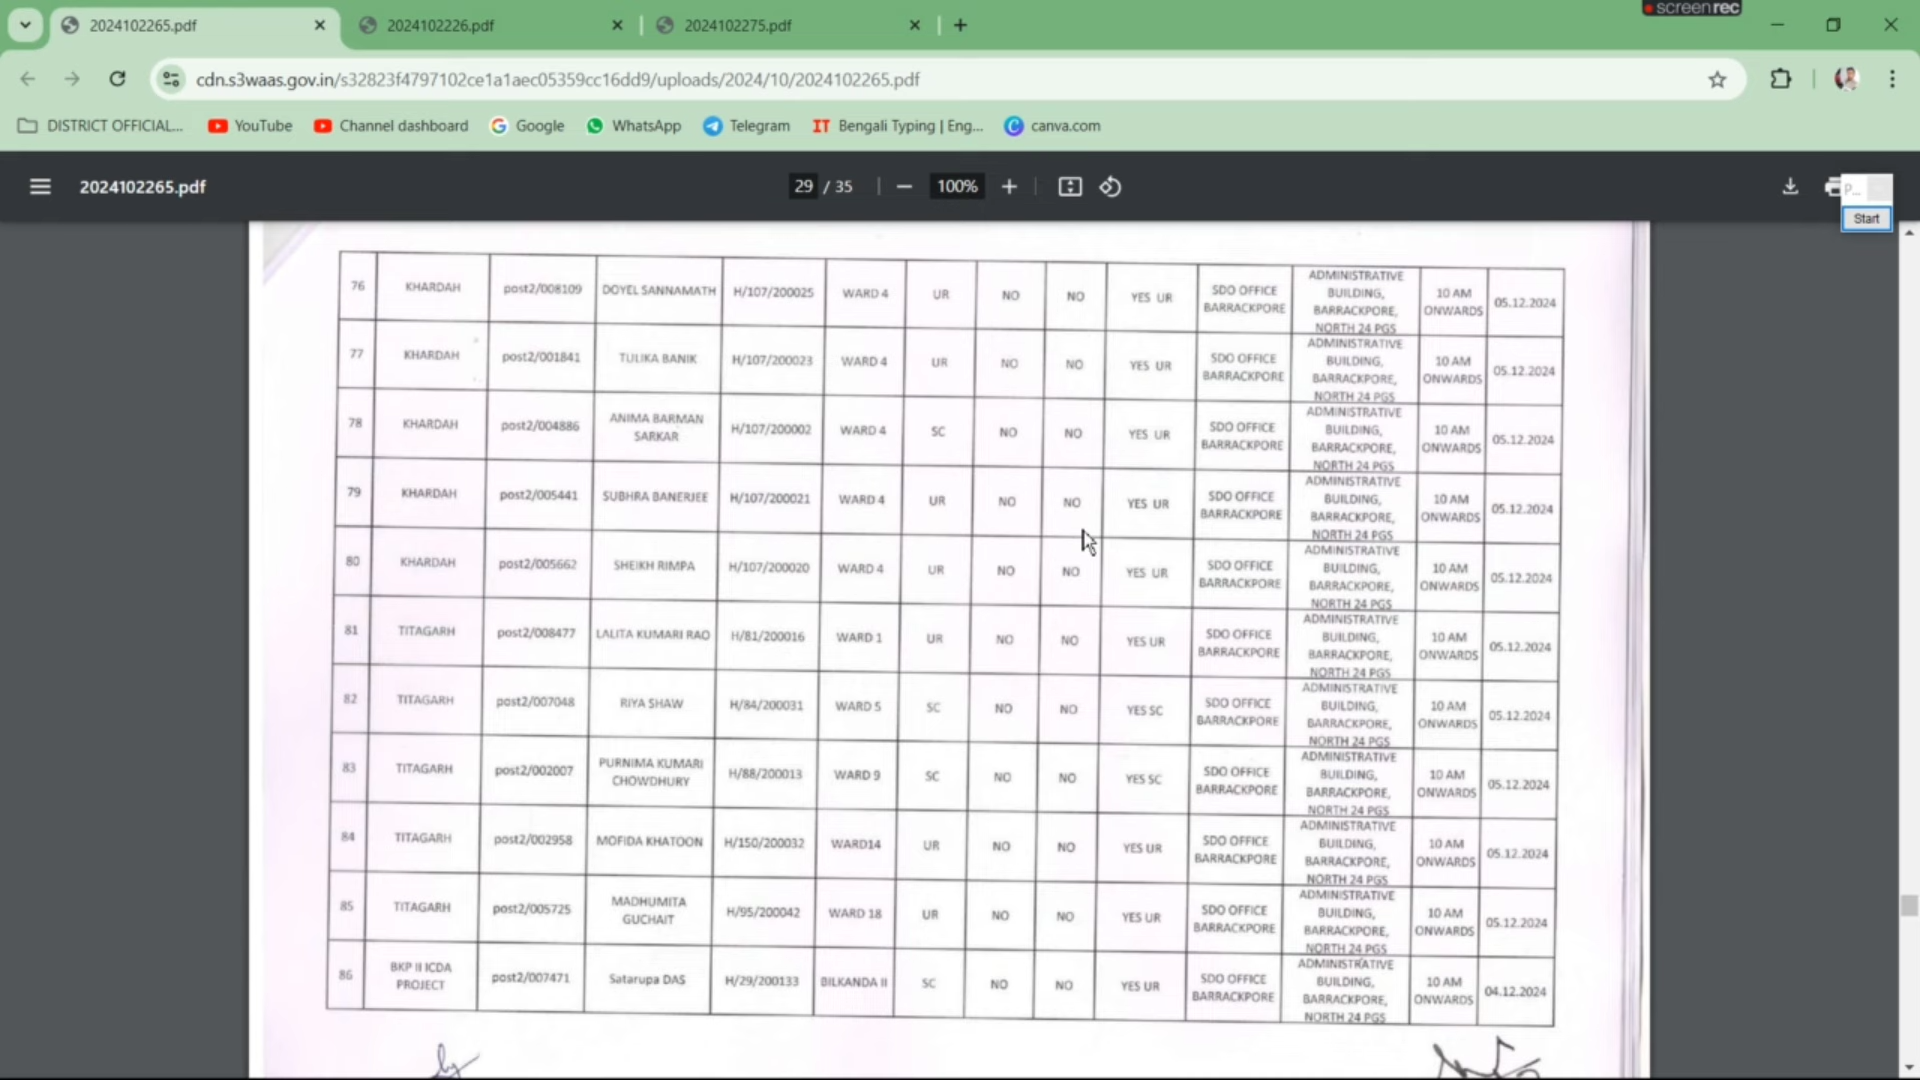 screenrec
2024102265.pdf
2024102226.pdf
2024102275.pdf
cdn.s3waas.gov.in/s32823f4797102ce1a1aec05359cc16dd9/uploads/2024/10/2024102265.pdf
DISTRICT OFFICIAL... YouTube Channel dashboard Google WhatsApp Telegram IT Bengali Typing | Eng... canva.com
2024102265.pdf 29 / 35 100% P...
Start
76 KHARDAH post2/008109 DOYEL SANNAMATH H/107/200025 WARD 4 UR NO NO YES UR SDO OFFICE BARRACKPORE ADMINISTRATIVE BUILDING, BARRACKPORE, NORTH 24 PGS 10 AM ONWARDS 05.12.2024
77 KHARDAH post2/001841 TULIKA BANIK H/107/200023 WARD 4 UR NO NO YES UR SDO OFFICE BARRACKPORE ADMINISTRATIVE BUILDING, BARRACKPORE, NORTH 24 PGS 10 AM ONWARDS 05.12.2024
78 KHARDAH post2/004886 ANIMA BARMAN SARKAR H/107/200002 WARD 4 SC NO NO YES UR SDO OFFICE BARRACKPORE ADMINISTRATIVE BUILDING, BARRACKPORE, NORTH 24 PGS 10 AM ONWARDS 05.12.2024
79 KHARDAH post2/005441 SUBHRA BANERJEE H/107/200021 WARD 4 UR NO NO YES UR SDO OFFICE BARRACKPORE ADMINISTRATIVE BUILDING, BARRACKPORE, NORTH 24 PGS 10 AM ONWARDS 05.12.2024
80 KHARDAH post2/005662 SHEIKH RIMPA H/107/200020 WARD 4 UR NO NO YES UR SDO OFFICE BARRACKPORE ADMINISTRATIVE BUILDING, BARRACKPORE, NORTH 24 PGS 10 AM ONWARDS 05.12.2024
81 TITAGARH post2/008477 LALITA KUMARI RAO H/81/200016 WARD 1 UR NO NO YES UR SDO OFFICE BARRACKPORE ADMINISTRATIVE BUILDING, BARRACKPORE, NORTH 24 PGS 10 AM ONWARDS 05.12.2024
82 TITAGARH post2/007048 RIYA SHAW H/84/200031 WARD 5 SC NO NO YES SC SDO OFFICE BARRACKPORE ADMINISTRATIVE BUILDING, BARRACKPORE, NORTH 24 PGS 10 AM ONWARDS 05.12.2024
83 TITAGARH post2/002007 PURNIMA KUMARI CHOWDHURY H/88/200013 WARD 9 SC NO NO YES SC SDO OFFICE BARRACKPORE ADMINISTRATIVE BUILDING, BARRACKPORE, NORTH 24 PGS 10 AM ONWARDS 05.12.2024
84 TITAGARH post2/002958 MOFIDA KHATOON H/150/200032 WARD14 UR NO NO YES UR SDO OFFICE BARRACKPORE ADMINISTRATIVE BUILDING, BARRACKPORE, NORTH 24 PGS 10 AM ONWARDS 05.12.2024
85 TITAGARH post2/005725 MADHUMITA GUCHAIT H/95/200042 WARD 18 UR NO NO YES UR SDO OFFICE BARRACKPORE ADMINISTRATIVE BUILDING, BARRACKPORE, NORTH 24 PGS 10 AM ONWARDS 05.12.2024
86 BKP II ICDA PROJECT post2/007471 Satarupa DAS H/29/200133 BILKANDA II SC NO NO YES UR SDO OFFICE BARRACKPORE ADMINISTRATIVE BUILDING, BARRACKPORE, NORTH 24 PGS 10 AM ONWARDS 04.12.2024